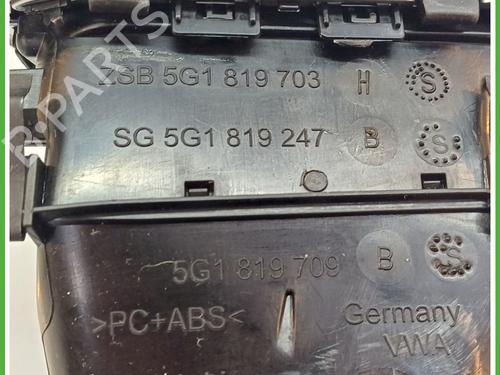 ZSB 5G1 819 703 H S
SG 5G1 819 247 B S
5G1 819 709 B S
>PC+ABS< Germany
VWA
B-PARTS